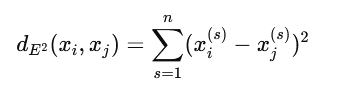 d_{E^2}(x_i, x_j) = \sum_{s=1}^{n} (x_i^{(s)} - x_j^{(s)})^2